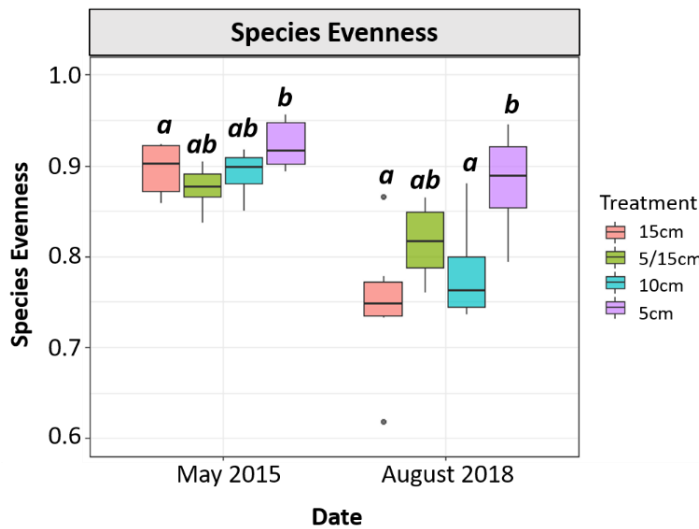 Species Evenness
Species Evenness
1.0
0.9
0.8
0.7
0.6
a
ab
ab
b
a
ab
a
b
May 2015
August 2018
Date
Treatment
15cm
5/15cm
10cm
5cm